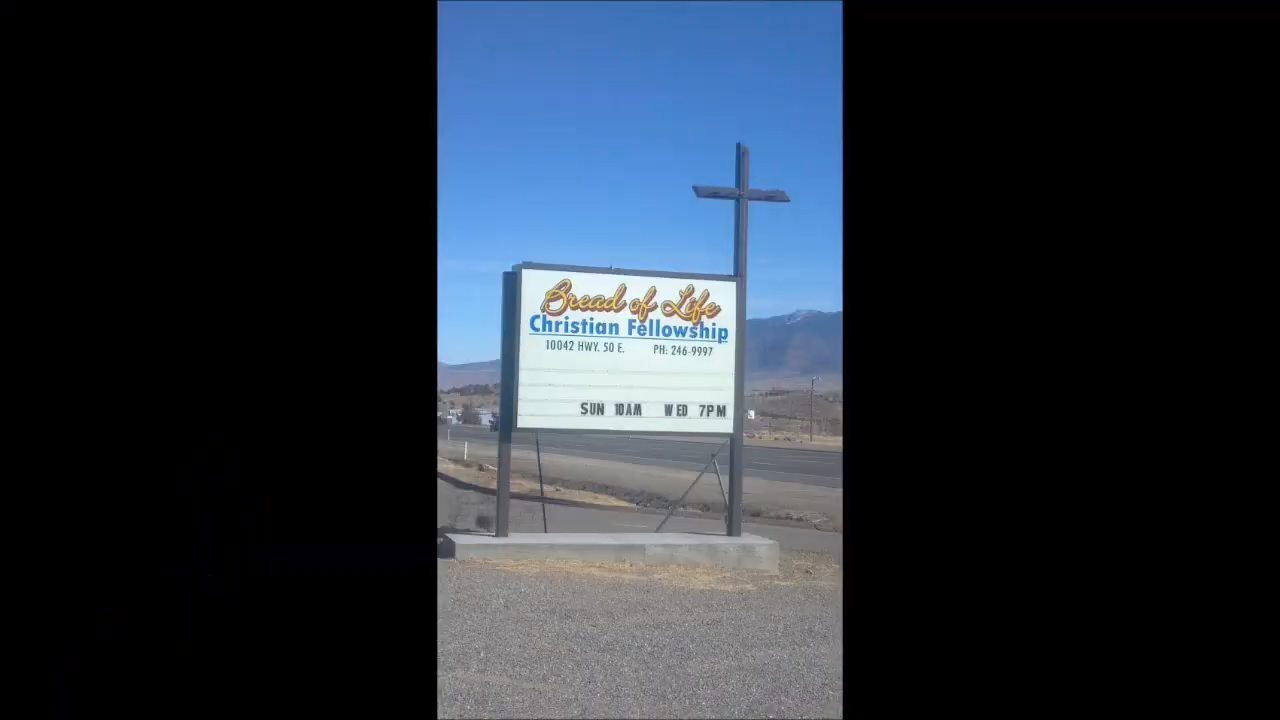 Bread of Life
Christian Fellowship
10042 HWY. 50 E. PH: 246-9997
SUN 10AM WED 7PM